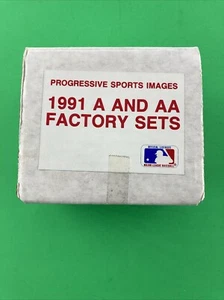 PROGRESSIVE SPORTS IMAGES
1991 A AND AA
FACTORY SETS